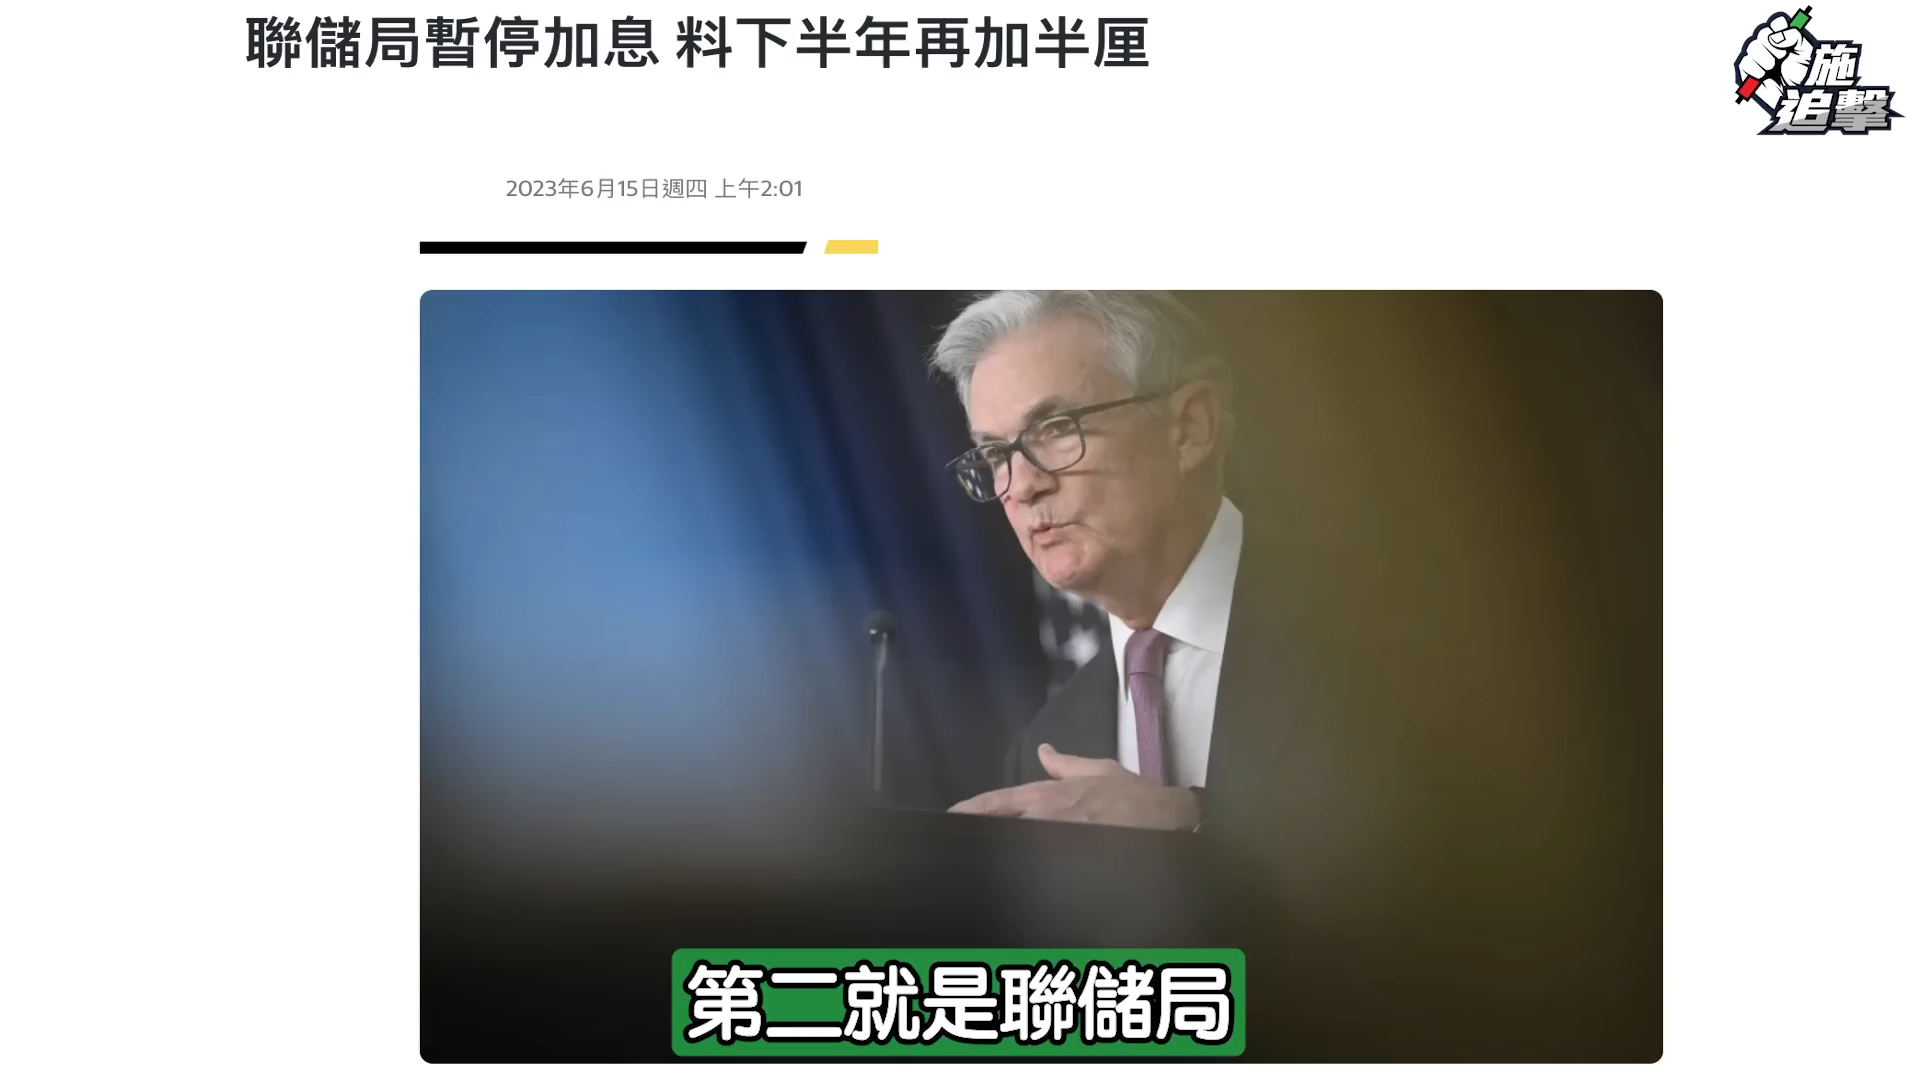 聯儲局暫停加息 料下半年再加半厘
施
追擊
2023年6月15日週四 上午2:01
第二就是聯儲局